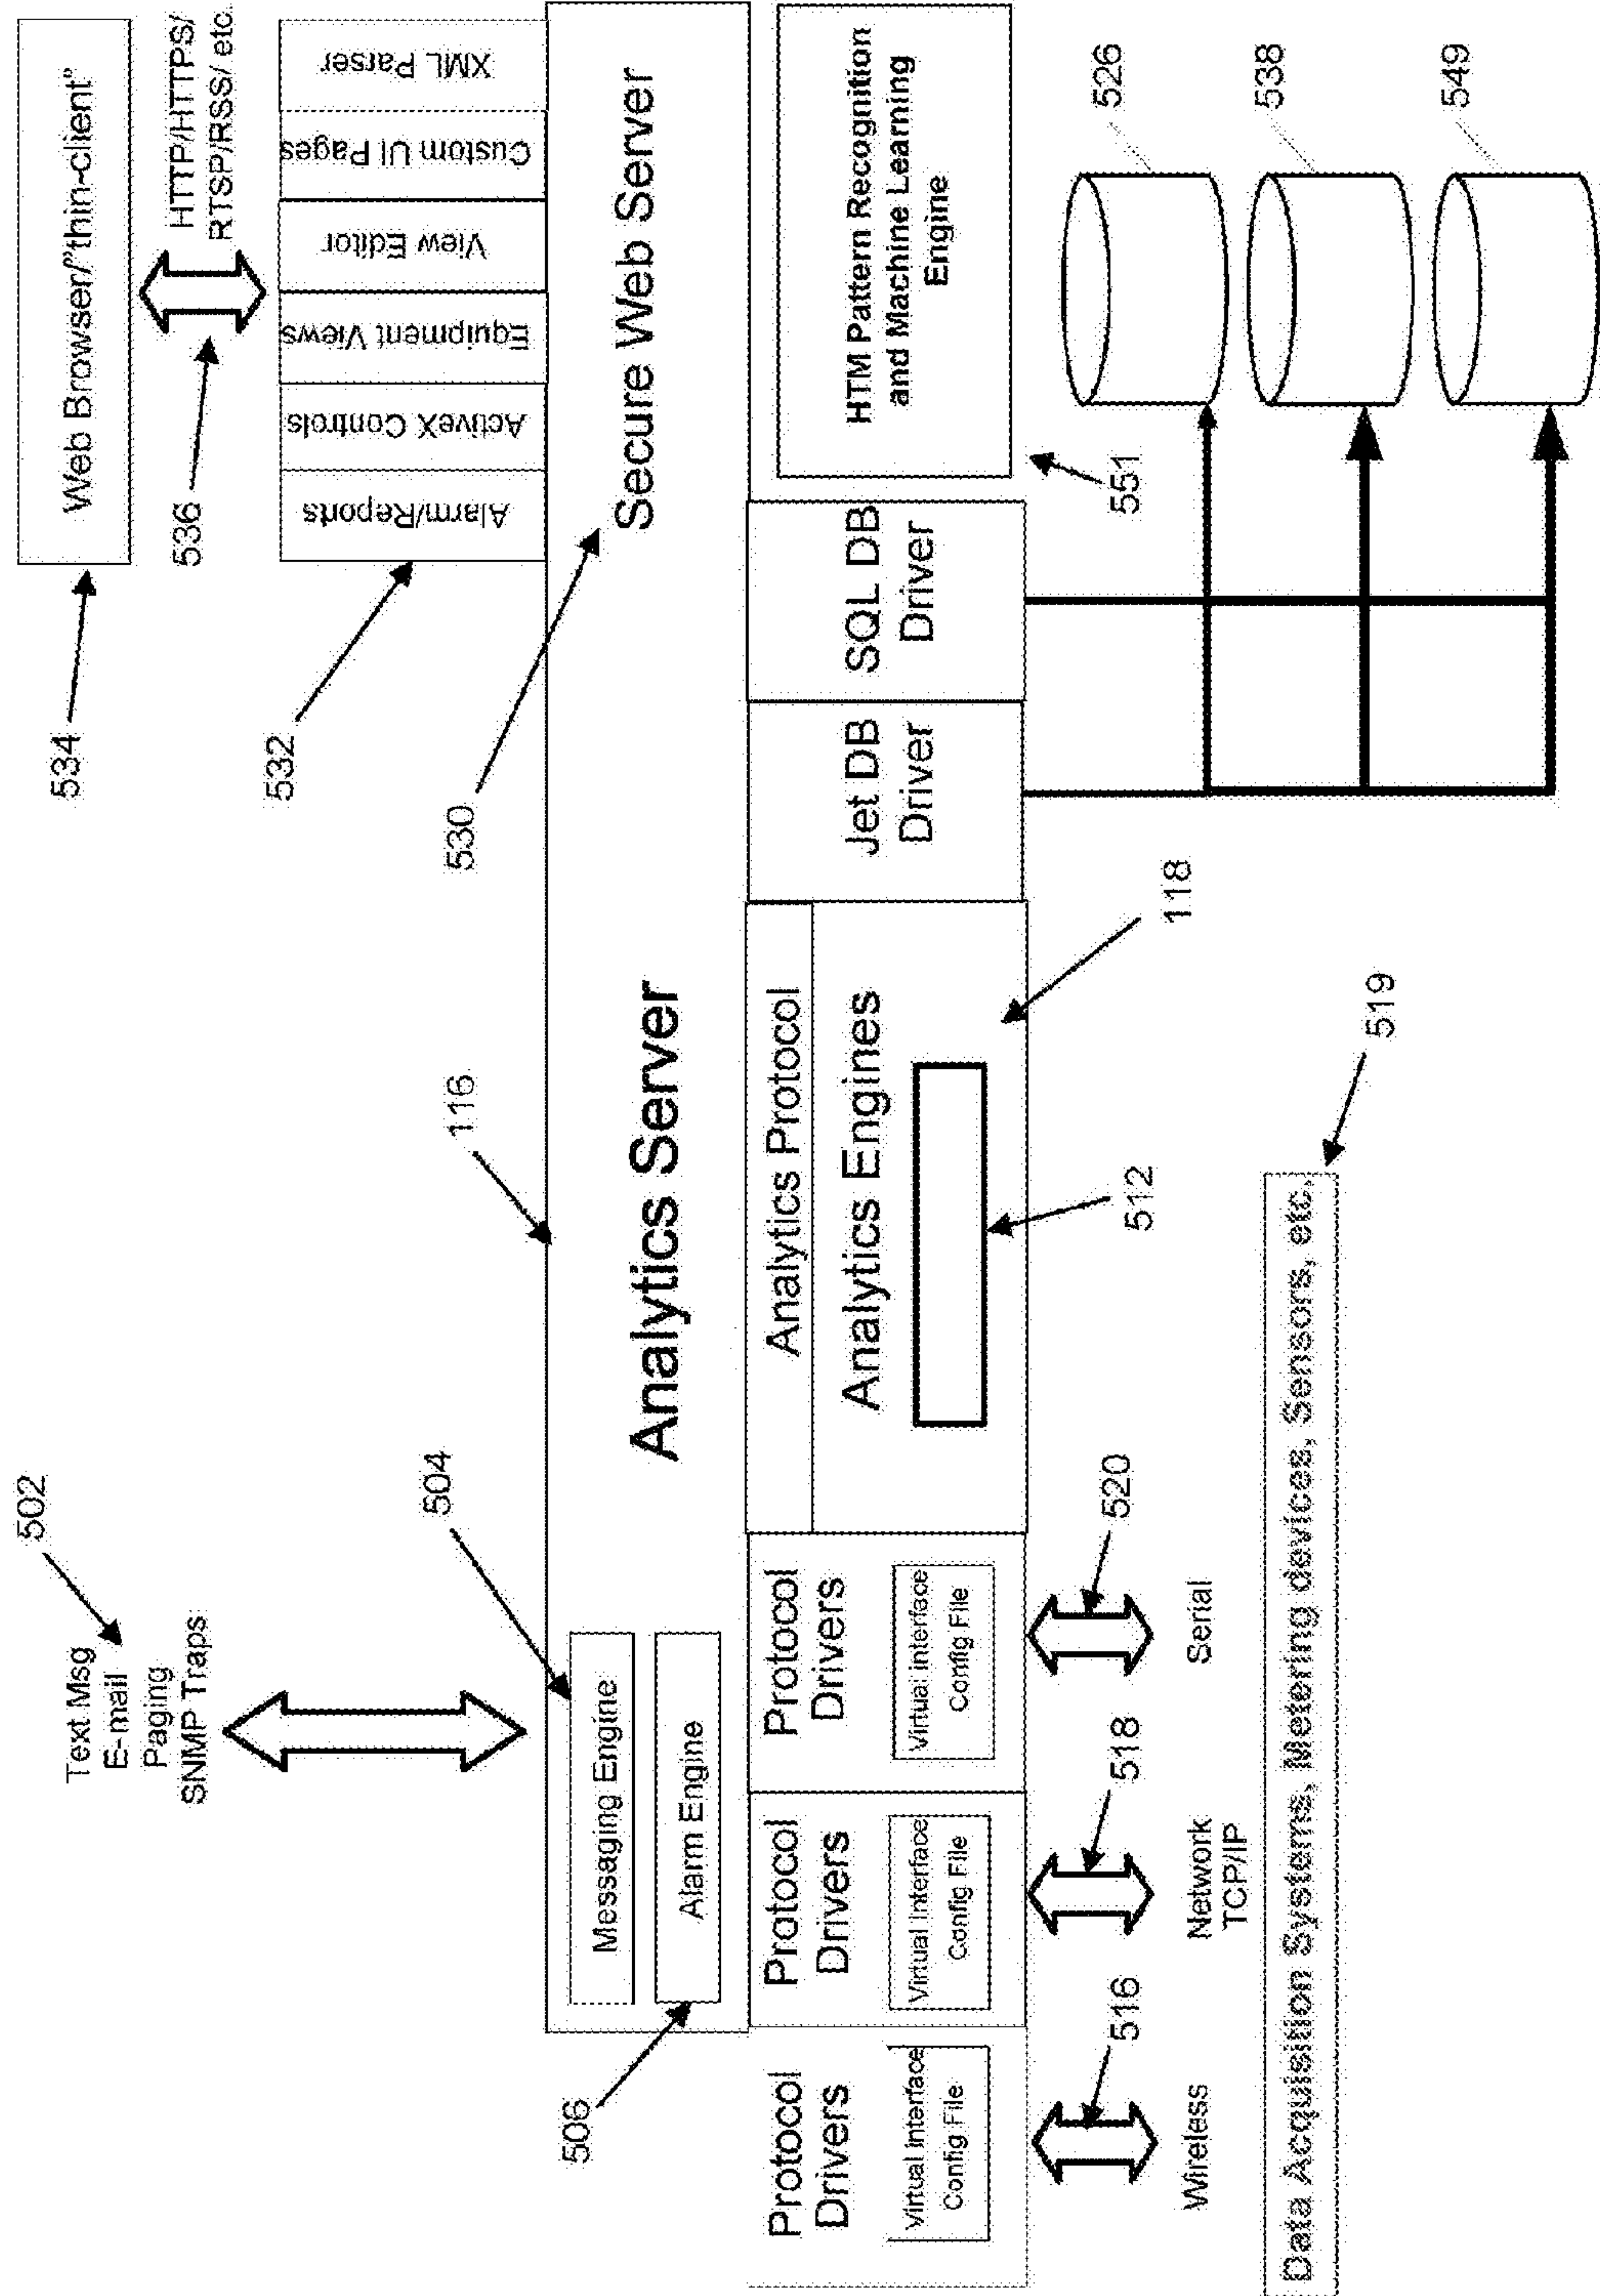 502
Text Msg
E-mail
Paging
SNMP Traps
504
116
534
Web Browser/"thin-client"
536
HTTP/HTTPS/
RTSP/RSS/ etc.
532
Alarm/Reports
ActiveX Controls
Equipment Views
View Editor
Custom UI Pages
XML Parser
530
506
Messaging Engine
Alarm Engine
Analytics Server
Secure Web Server
Protocol
Drivers
Virtual Interface
Config File
Protocol
Drivers
Virtual Interface
Config File
Protocol
Drivers
Virtual interface
Config File
Analytics Protocol
Analytics Engines
Jet DB
Driver
SQL DB
Driver
HTM Pattern Recognition
and Machine Learning
Engine
551
516
518
520
512
118
526
538
549
Wireless
Network
TCP/IP
Serial
519
Data Acquisition Systems, Metering devices, Sensors, etc.